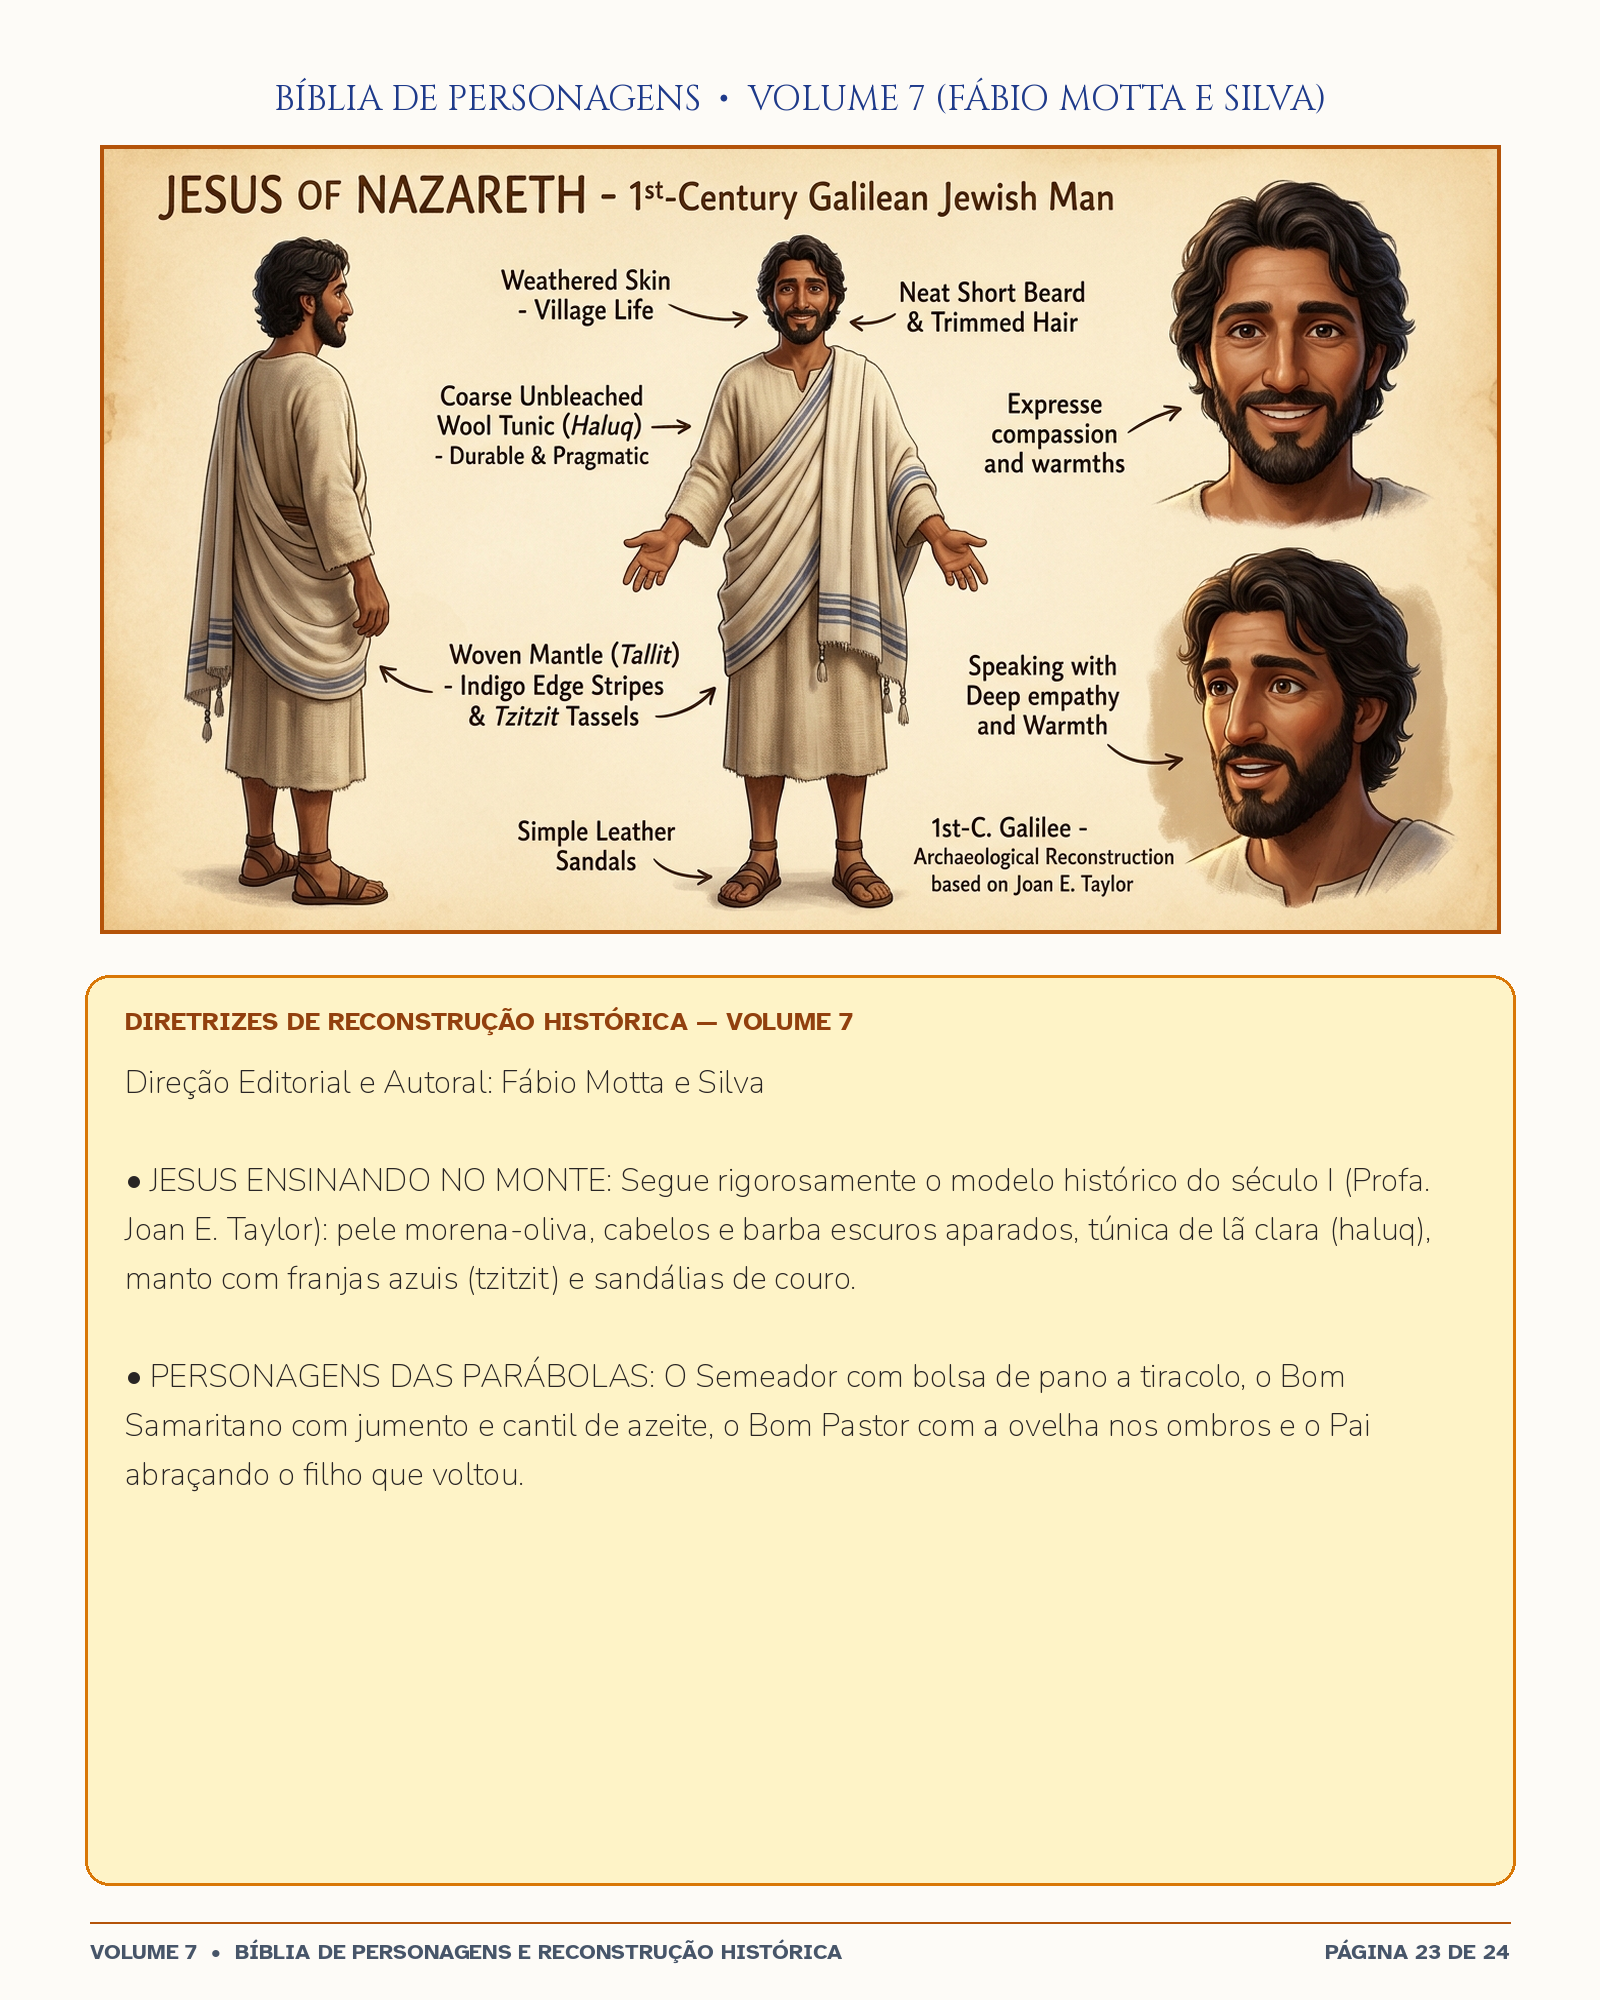 BÍBLIA DE PERSONAGENS • VOLUME 7 (FÁBIO MOTTA E SILVA)
JESUS OF NAZARETH - 1st-Century Galilean Jewish Man
Weathered Skin
- Village Life
Neat Short Beard
& Trimmed Hair
Coarse Unbleached
Wool Tunic (Haluq)
- Durable & Pragmatic
Expresse
compassion
and warmths
Woven Mantle (Tallit)
- Indigo Edge Stripes
& Tzitzit Tassels
Speaking with
Deep empathy
and Warmth
Simple Leather
Sandals
1st-C. Galilee -
Archaeological Reconstruction
based on Joan E. Taylor
DIRETRIZES DE RECONSTRUÇÃO HISTÓRICA — VOLUME 7
Direção Editorial e Autoral: Fábio Motta e Silva
• JESUS ENSINANDO NO MONTE: Segue rigorosamente o modelo histórico do século I (Profa.
Joan E. Taylor): pele morena-oliva, cabelos e barba escuros aparados, túnica de lã clara (haluq),
manto com franjas azuis (tzitzit) e sandálias de couro.
• PERSONAGENS DAS PARÁBOLAS: O Semeador com bolsa de pano a tiracolo, o Bom
Samaritano com jumento e cantil de azeite, o Bom Pastor com a ovelha nos ombros e o Pai
abraçando o filho que voltou.
VOLUME 7 • BÍBLIA DE PERSONAGENS E RECONSTRUÇÃO HISTÓRICA
PÁGINA 23 DE 24